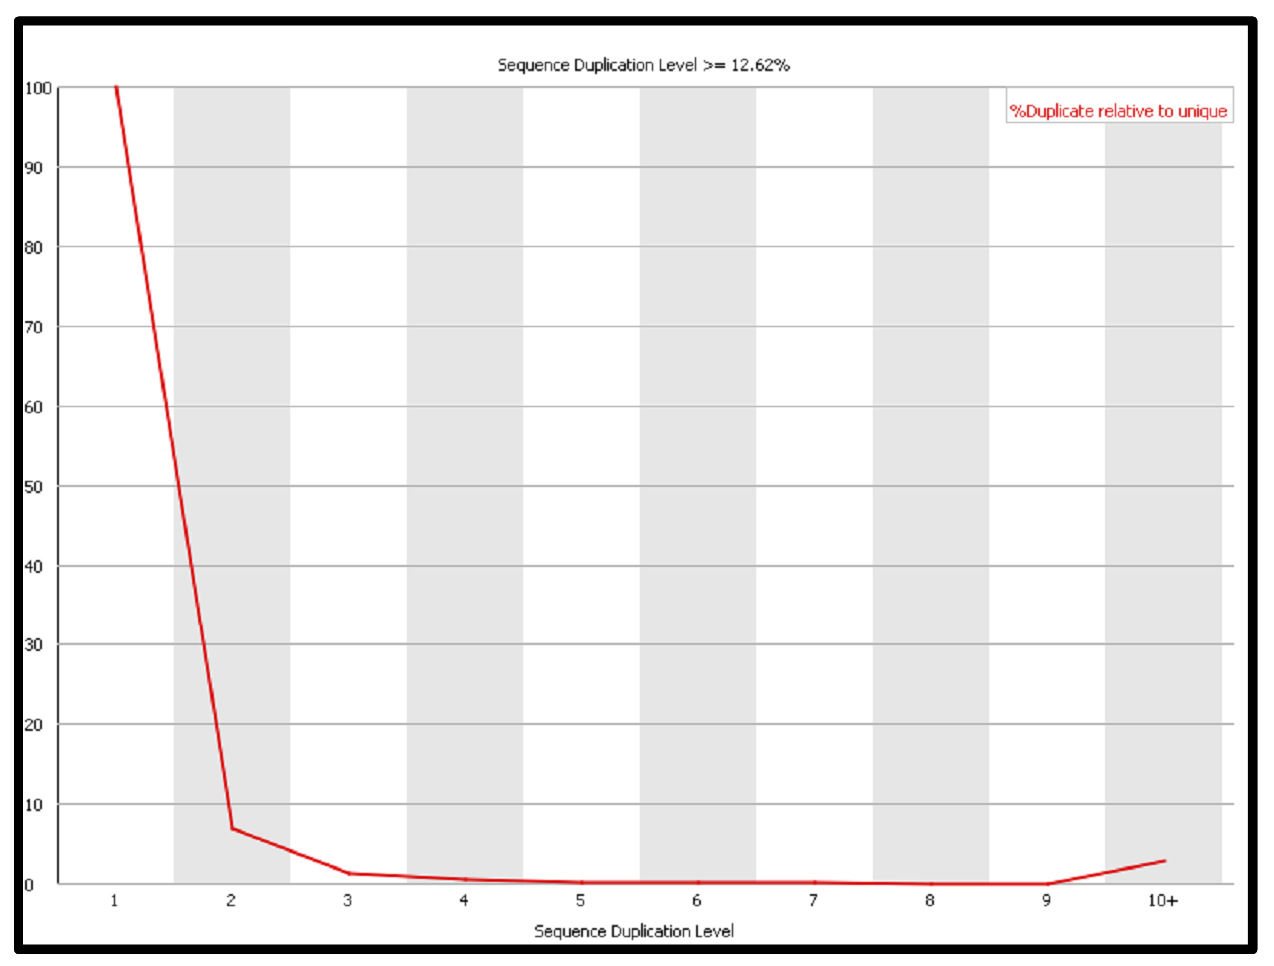 Sequence Duplication Level >= 12.62%
%Duplicate relative to unique
100
90
80
70
60
50
40
30
20
10
0
1 2 3 4 5 6 7 8 9 10+
Sequence Duplication Level